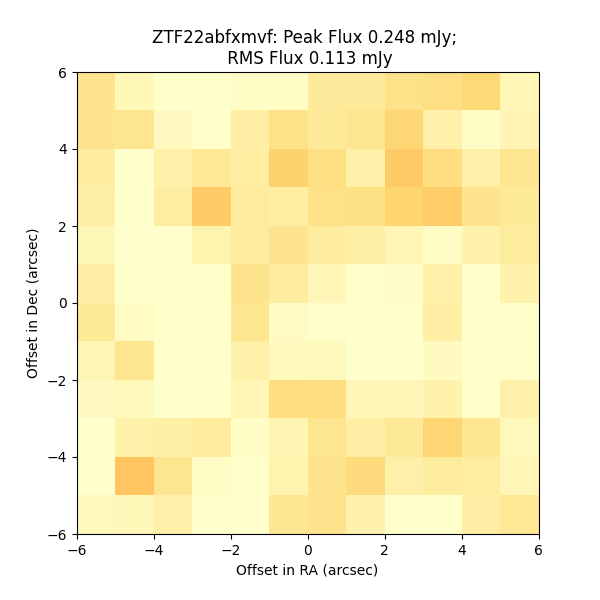 ZTF22abfxmvf: Peak Flux 0.248 mJy;
RMS Flux 0.113 mJy
6
4
2
0
−2
−4
−6
Offset in Dec (arcsec)
−6 −4 −2 0 2 4 6
Offset in RA (arcsec)